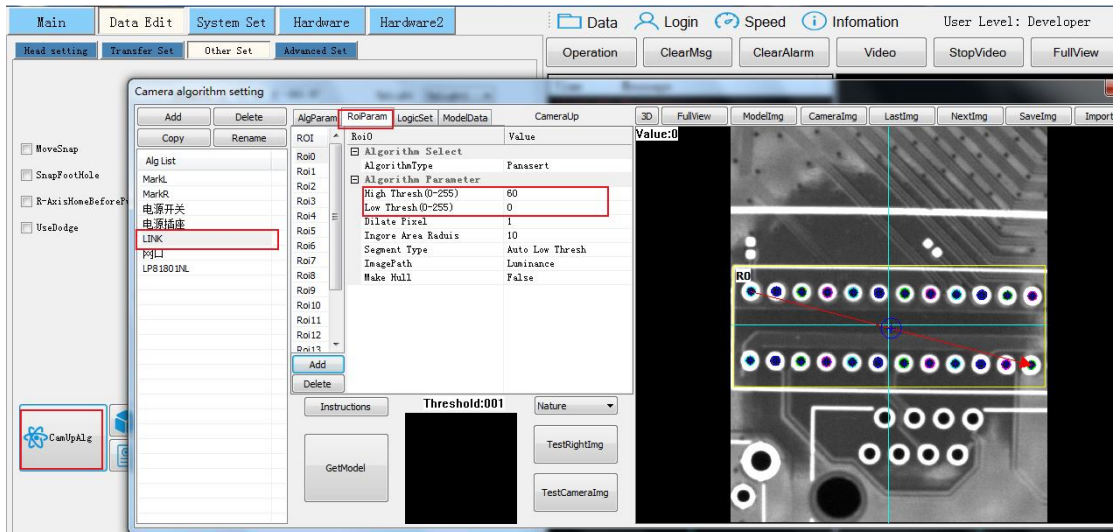 Main Data Edit System Set Hardware Hardware2 Data Login Speed Infomation User Level: Developer
Head setting Transfer Set Other Set Advanced Set Operation ClearMsg ClearAlarm Video StopVideo FullView
Camera algorithm setting
Add Delete AlgParam RoiParam LogicSet ModelData CameraUp 3D FullView ModelImg CameraImg LastImg NextImg SaveImg Import
Copy Rename ROI Roi0 Value Value:0
MoveSnap
Alg List Roi0 Algorithm Select
MarkL Roi1 AlgorithmType Panasert
SnapFootHole
MarkR Roi2 Algorithm Parameter
R-AxisHomeBeforeP
电源开关 Roi3 High Thresh(0-255) 60
电源插座 Roi4 Low Thresh(0-255) 0
UseDodge
LINK Roi5 Dilate Pixel 1
网口 Roi6 Ingore Area Raduis 10
LP81801NL Roi7 Segment Type Auto Low Thresh
Roi8 ImagePath Luminance
Roi9 Make Hull False
R0
Roi10
Roi11
Roi12
Roi13
Add
Delete
Instructions Threshold:001 Nature
CamUpAlg
GetModel TestRightImg
TestCameraImg